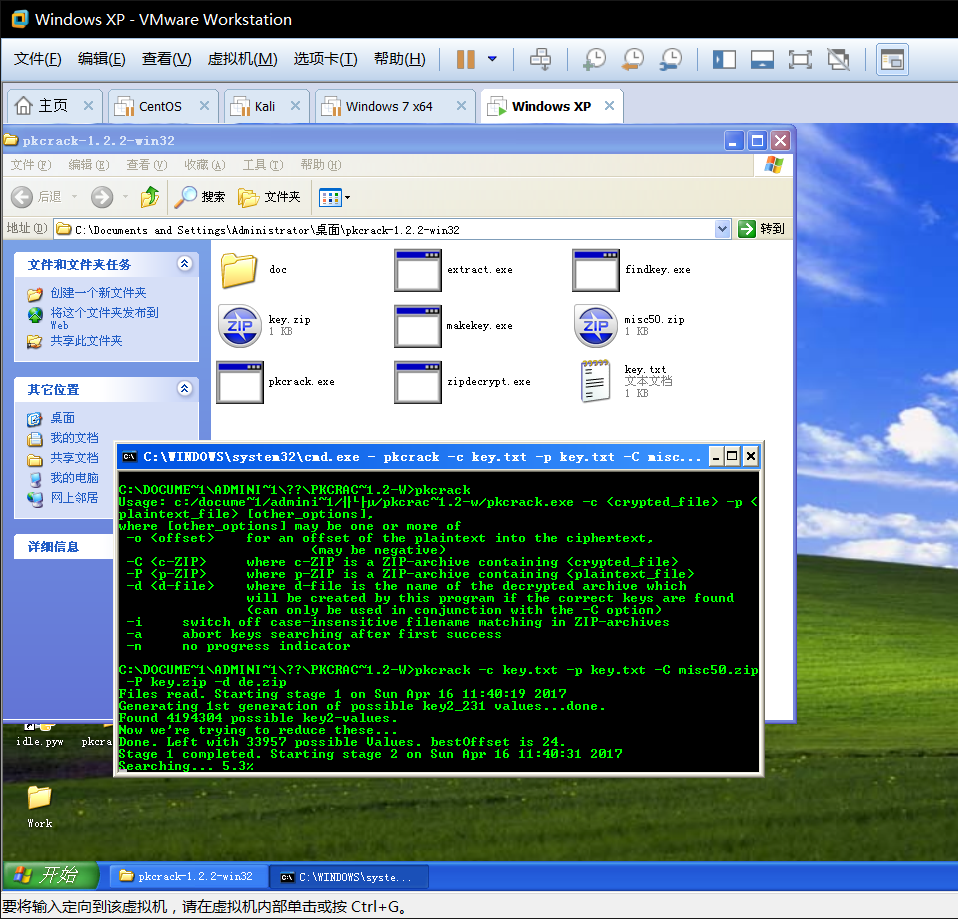 Windows XP - VMware Workstation
文件(F) 编辑(E) 查看(V) 虚拟机(M) 选项卡(T) 帮助(H)
主页 CentOS Kali Windows 7 x64 Windows XP
pkcrack-1.2.2-win32
文件(F) 编辑(E) 查看(V) 收藏(A) 工具(T) 帮助(H)
后退 搜索 文件夹
地址(D) C:\Documents and Settings\Administrator\桌面\pkcrack-1.2.2-win32 转到
文件和文件夹任务
创建一个新文件夹
将这个文件夹发布到
Web
共享此文件夹
其它位置
桌面
我的文档
共享文档
我的电脑
网上邻居
详细信息
doc
extract.exe
findkey.exe
key.zip
1 KB
makekey.exe
misc50.zip
1 KB
pkcrack.exe
zipdecrypt.exe
key.txt
文本文档
1 KB
C:\WINDOWS\system32\cmd.exe - pkcrack -c key.txt -p key.txt -C misc...
C:\DOCUME~1\ADMINI~1\??\PKCRAC~1.2-W>pkcrack
Usage: c:/docume~1/admini~1/╢└├µ/pkcrac~1.2-w/pkcrack.exe -c <crypted_file> -p <
plaintext_file> [other_options],
where [other_options] may be one or more of
-o <offset> for an offset of the plaintext into the ciphertext,
(may be negative)
-C <c-ZIP> where c-ZIP is a ZIP-archive containing <crypted_file>
-P <p-ZIP> where p-ZIP is a ZIP-archive containing <plaintext_file>
-d <d-file> where d-file is the name of the decrypted archive which
will be created by this program if the correct keys are found
(can only be used in conjunction with the -C option)
-i switch off case-insensitive filename matching in ZIP-archives
-a abort keys searching after first success
-n no progress indicator
C:\DOCUME~1\ADMINI~1\??\PKCRAC~1.2-W>pkcrack -c key.txt -p key.txt -C misc50.zip
-P key.zip -d de.zip
Files read. Starting stage 1 on Sun Apr 16 11:40:19 2017
Generating 1st generation of possible key2_231 values...done.
Found 4194304 possible key2-values.
Now we're trying to reduce these...
Done. Left with 33957 possible Values. bestOffset is 24.
Stage 1 completed. Starting stage 2 on Sun Apr 16 11:40:31 2017
Searching... 5.3%
idle.pyw pkcra
Work
开始 pkcrack-1.2.2-win32 C:\WINDOWS\syste...
要将输入定向到该虚拟机，请在虚拟机内部单击或按 Ctrl+G。